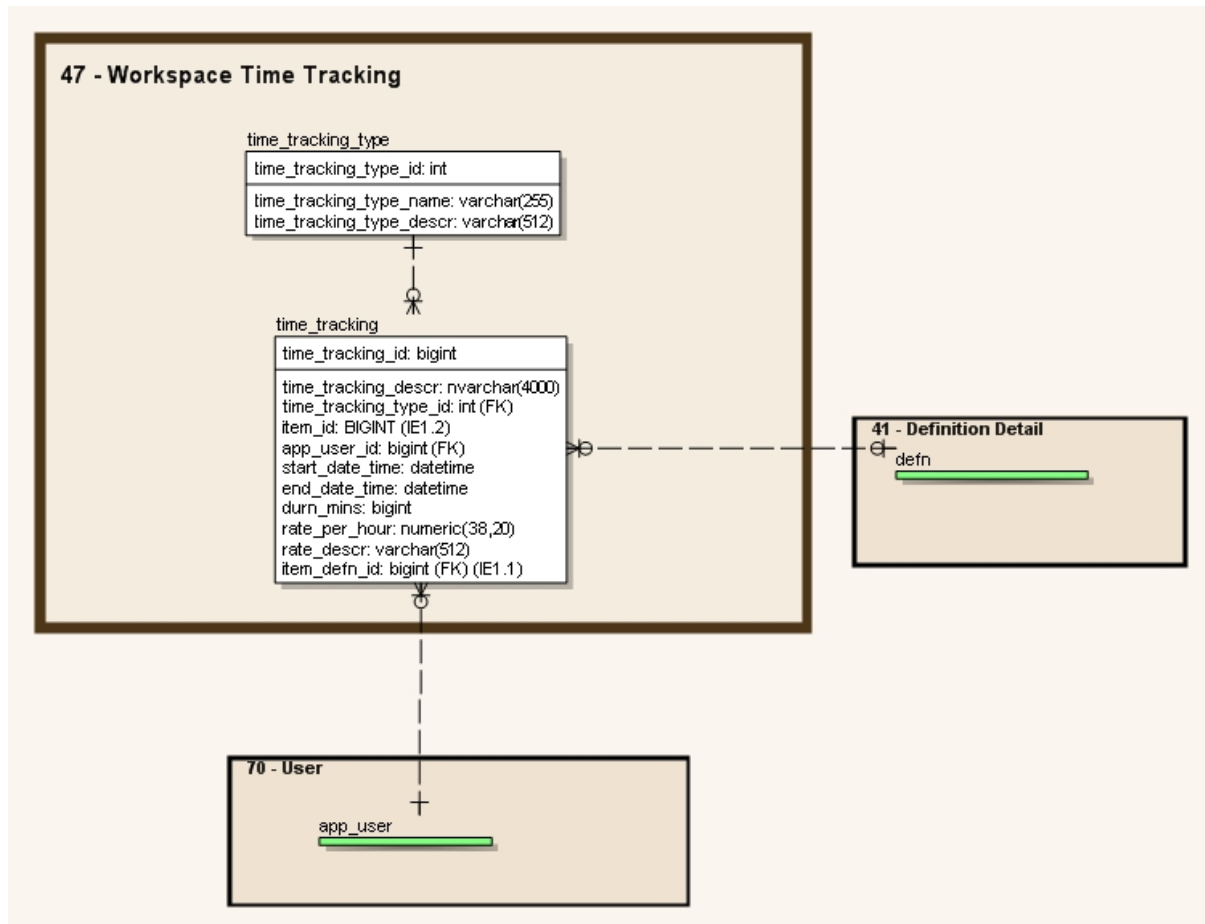 47 - Workspace Time Tracking
time_tracking_type
time_tracking_type_id: int
time_tracking_type_name: varchar(255)
time_tracking_type_descr: varchar(512)
time_tracking
time_tracking_id: bigint
time_tracking_descr: nvarchar(4000)
time_tracking_type_id: int (FK)
item_id: BIGINT (IE1.2)
app_user_id: bigint (FK)
start_date_time: datetime
end_date_time: datetime
durn_mins: bigint
rate_per_hour: numeric(38,20)
rate_descr: varchar(512)
item_defn_id: bigint (FK) (IE1.1)
41 - Definition Detail
defn
70 - User
app_user